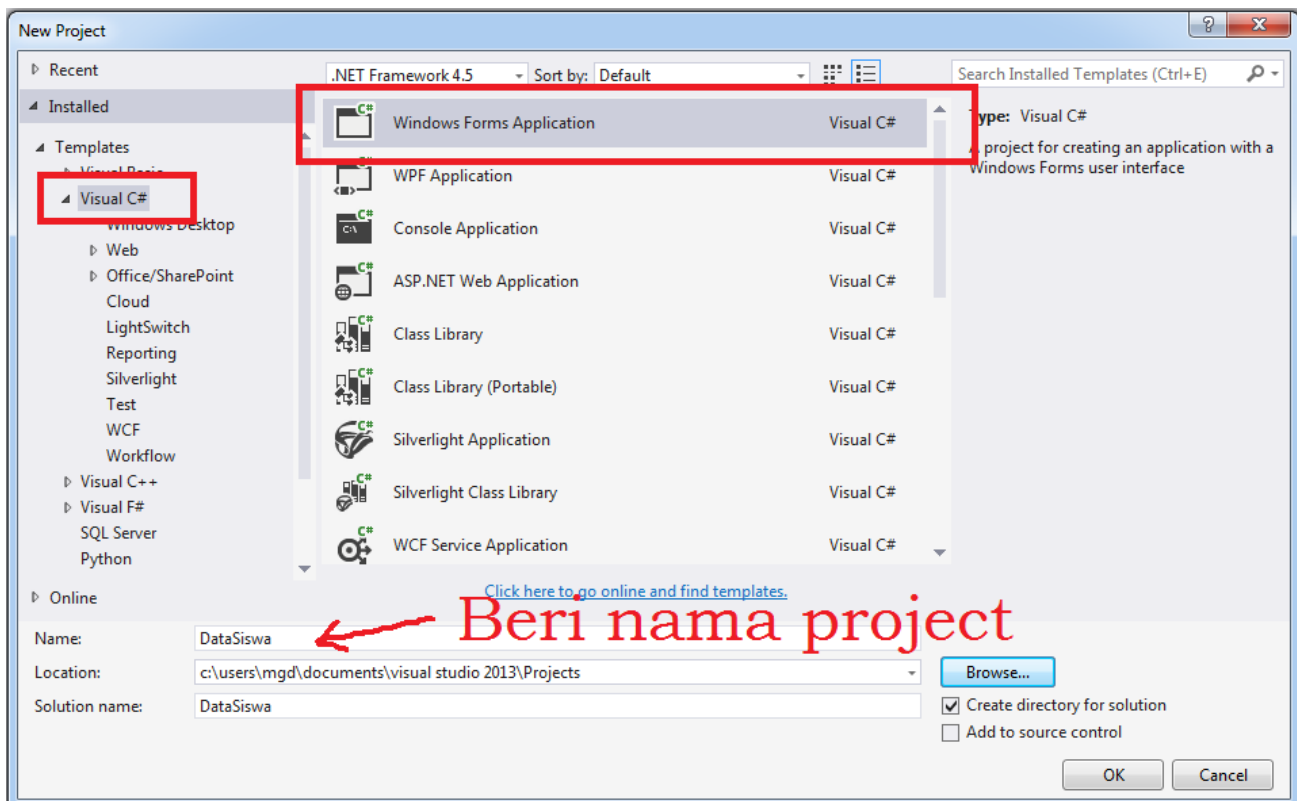 New Project
Recent
.NET Framework 4.5
Sort by: Default
Search Installed Templates (Ctrl+E)
Installed
Templates
Visual Basic
Visual C#
Windows Desktop
Web
Office/SharePoint
Cloud
LightSwitch
Reporting
Silverlight
Test
WCF
Workflow
Visual C++
Visual F#
SQL Server
Python
Online
Windows Forms Application Visual C#
WPF Application Visual C#
Console Application Visual C#
ASP.NET Web Application Visual C#
Class Library Visual C#
Class Library (Portable) Visual C#
Silverlight Application Visual C#
Silverlight Class Library Visual C#
WCF Service Application Visual C#
Click here to go online and find templates.
Type: Visual C#
A project for creating an application with a
Windows Forms user interface
Beri nama project
Name: DataSiswa
Location: c:\users\mgd\documents\visual studio 2013\Projects
Browse...
Solution name: DataSiswa
Create directory for solution
Add to source control
OK Cancel